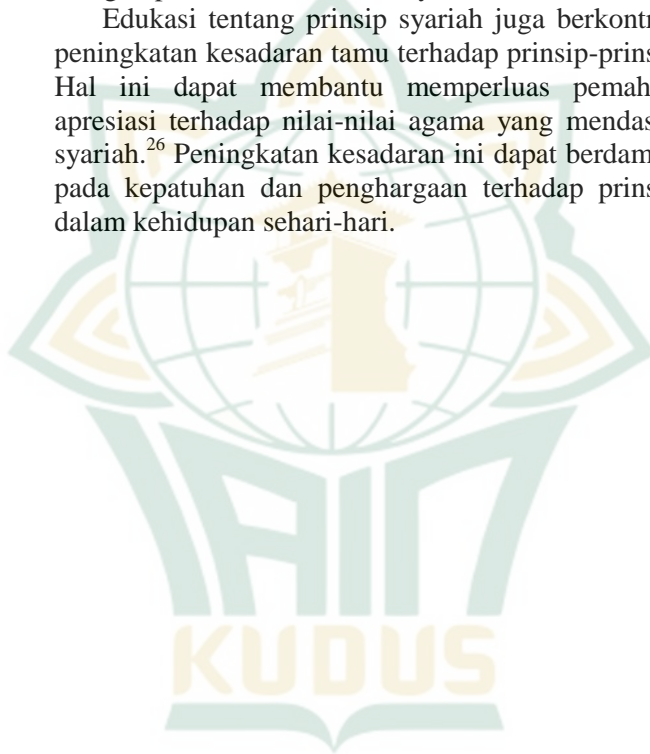 Edukasi tentang prinsip syariah juga berkontr
peningkatan kesadaran tamu terhadap prinsip-prins
Hal ini dapat membantu memperluas pemah
apresiasi terhadap nilai-nilai agama yang mendas
syariah.26 Peningkatan kesadaran ini dapat berdam
pada kepatuhan dan penghargaan terhadap prins
dalam kehidupan sehari-hari.
IAIN
KUDUS